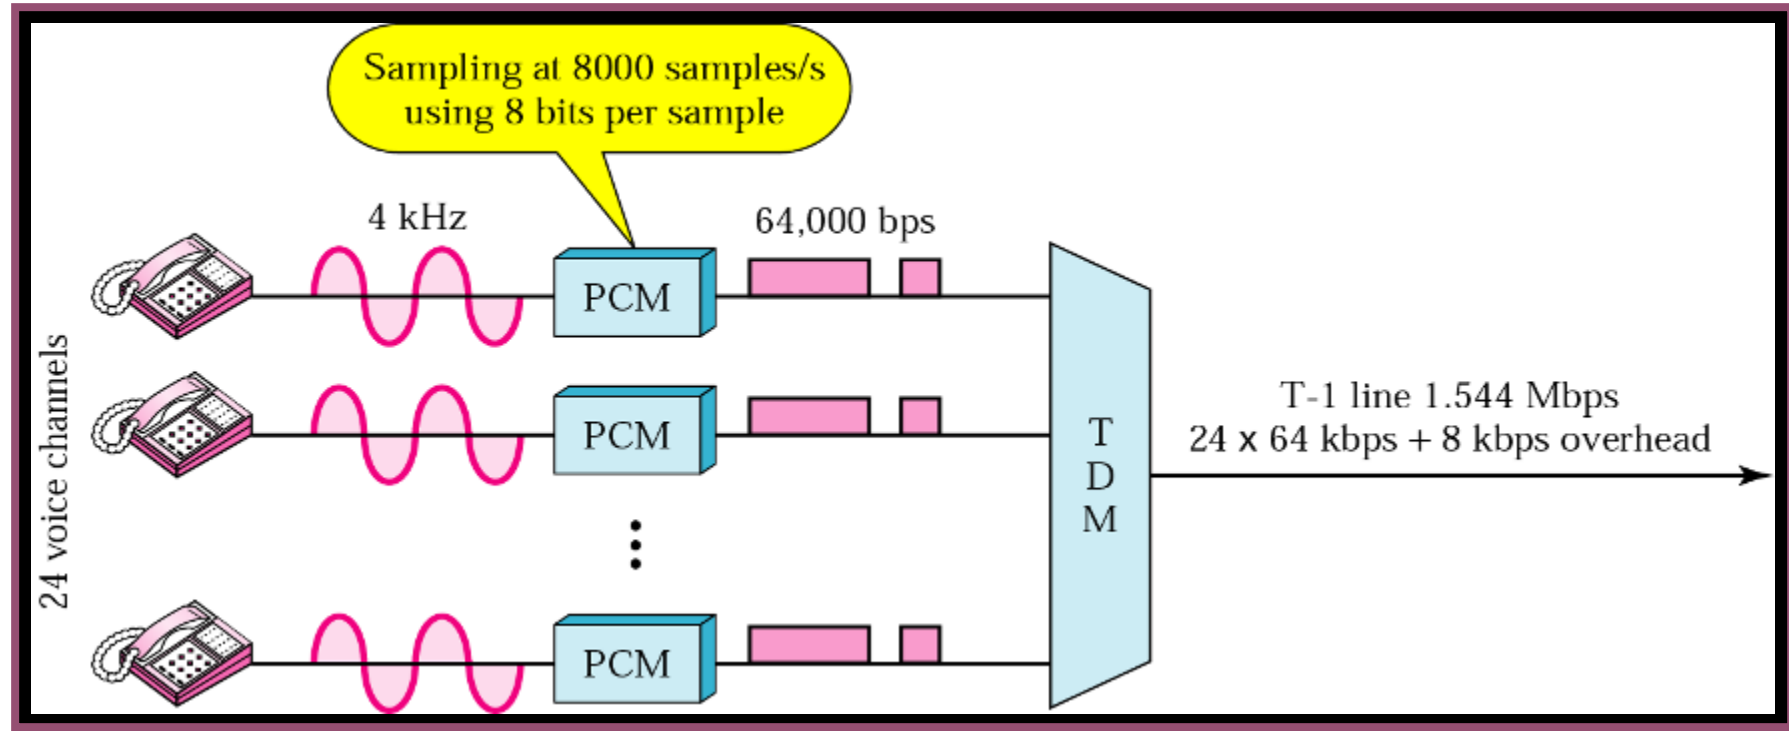 Sampling at 8000 samples/s
using 8 bits per sample
4 kHz
64,000 bps
PCM
PCM
PCM
24 voice channels
T
D
M
T-1 line 1.544 Mbps
24 x 64 kbps + 8 kbps overhead